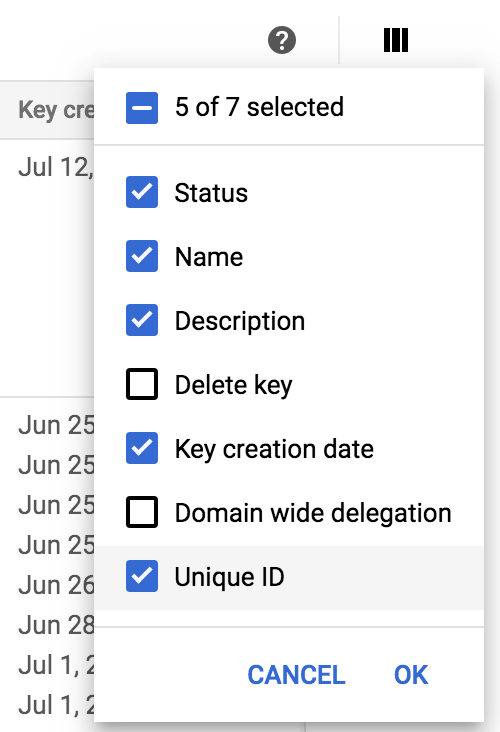 ?
5 of 7 selected
Key cre
Jul 12,
Status
Name
Description
Delete key
Key creation date
Domain wide delegation
Unique ID
Jun 25
Jun 25
Jun 25
Jun 25
Jun 26
Jun 28
Jul 1, 2
Jul 1, 2
CANCEL OK